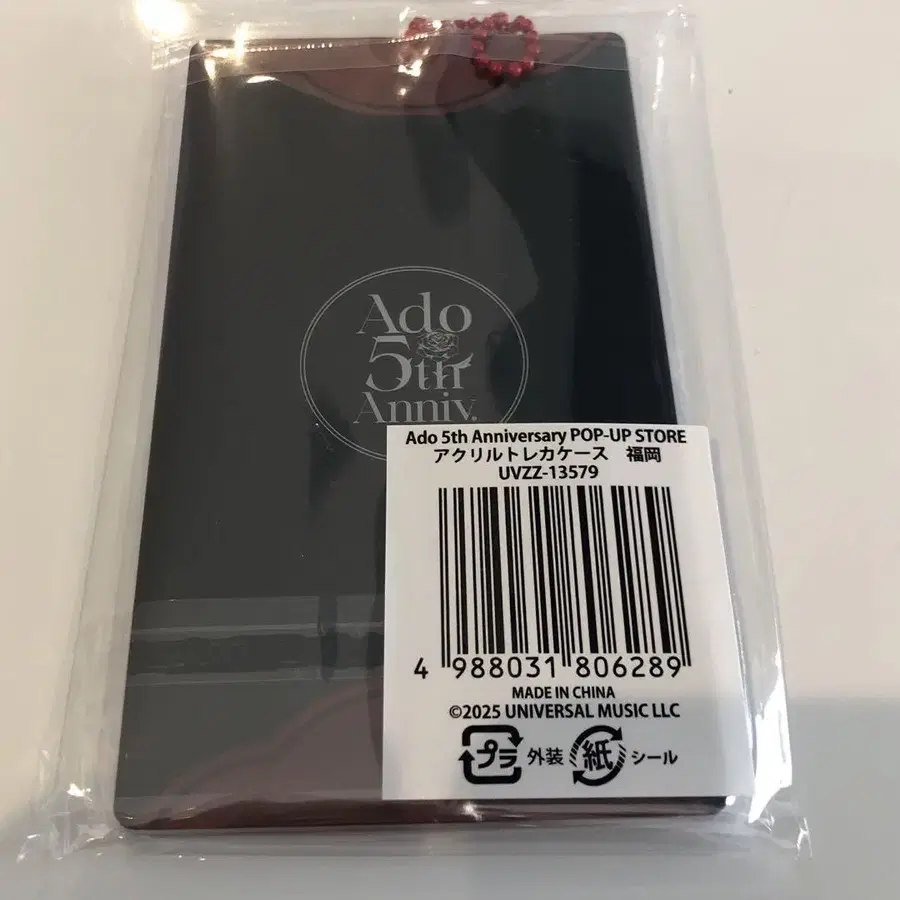 Ado
5th
Anniv.
Ado 5th Anniversary POP-UP STORE
アクリルトレカケース　福岡
UVZZ-13579
4 988031 806289
MADE IN CHINA
©2025 UNIVERSAL MUSIC LLC
プラ 外装 紙 シール